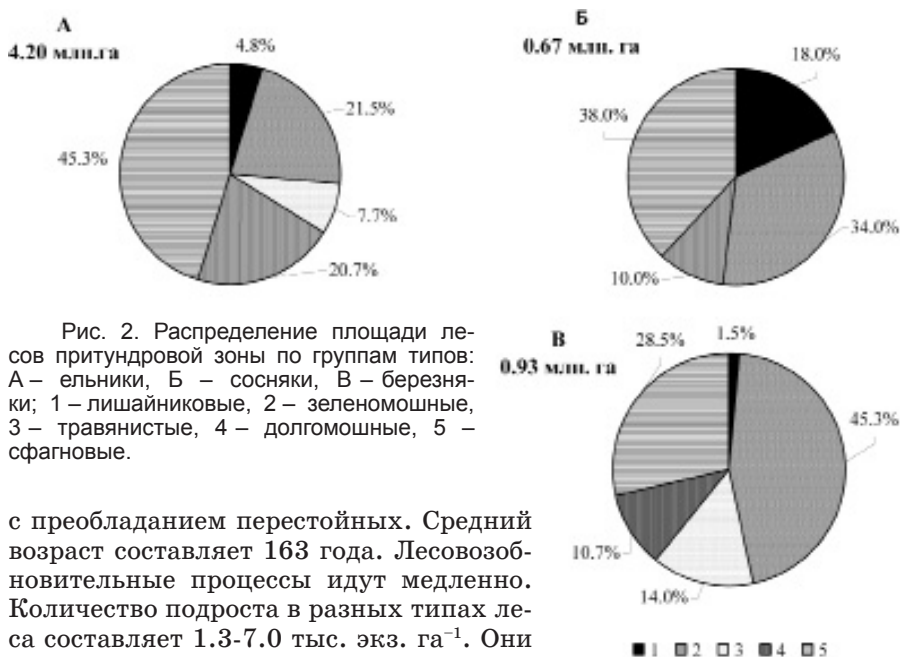 А
4.20 млн.га
4.8%
21.5%
7.7%
20.7%
45.3%
Б
0.67 млн. га
18.0%
34.0%
10.0%
38.0%
Рис. 2. Распределение площади ле-
сов притундровой зоны по группам типов:
А – ельники, Б – сосняки, В – березня-
ки; 1 – лишайниковые, 2 – зеленомошные,
3 – травянистые, 4 – долгомошные, 5 –
сфагновые.
В
0.93 млн. га
1.5%
45.3%
14.0%
10.7%
28.5%
1 2 3 4 5
с преобладанием перестойных. Средний
возраст составляет 163 года. Лесовозоб-
новительные процессы идут медленно.
Количество подроста в разных типах ле-
са составляет 1.3-7.0 тыс. экз. га⁻¹. Они